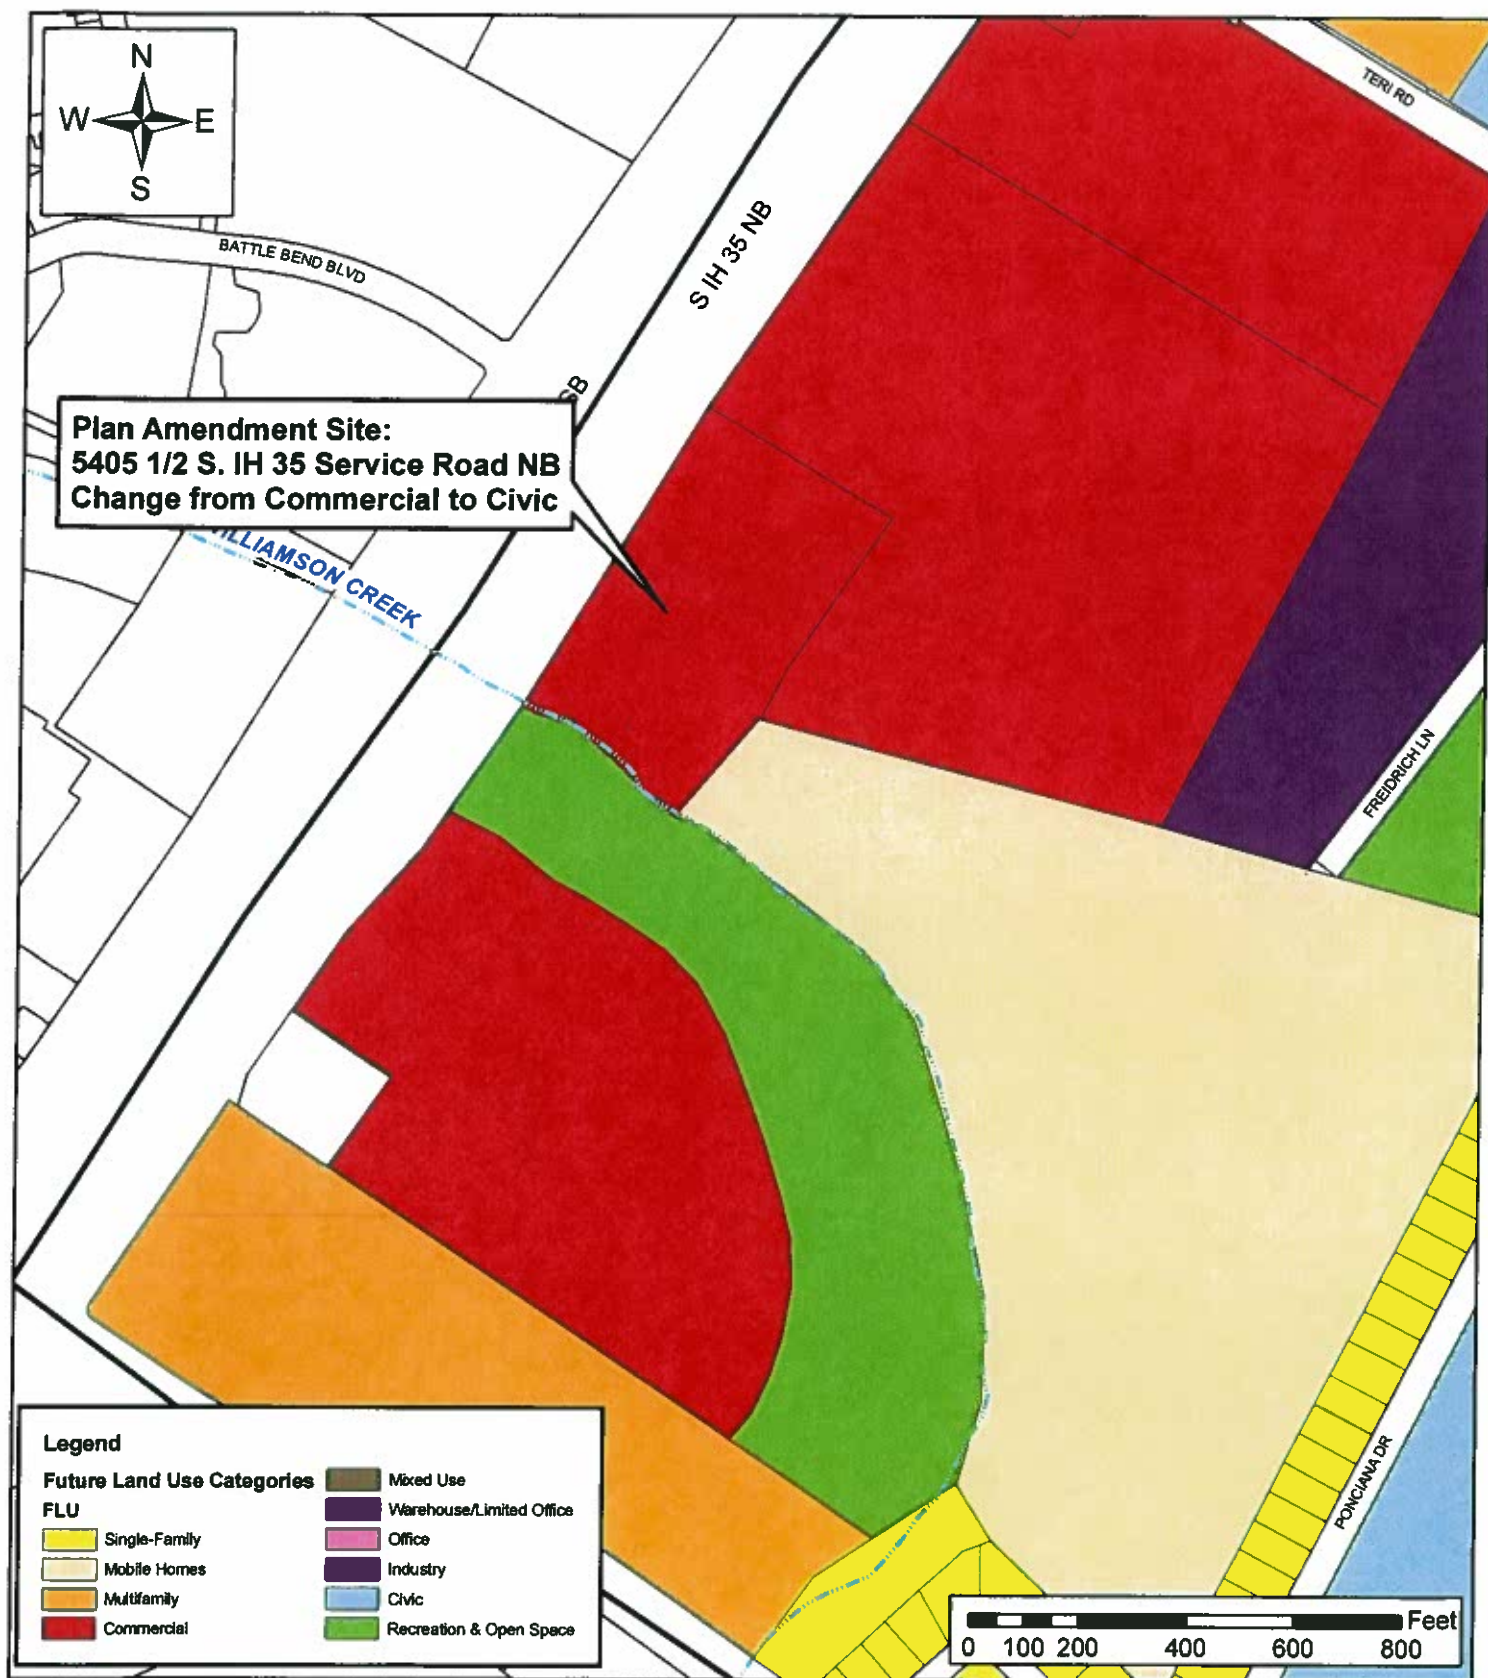 N
W E
S
TERI RD
BATTLE BEND BLVD
S IH 35 NB
SB
Plan Amendment Site:
5405 1/2 S. IH 35 Service Road NB
Change from Commercial to Civic
WILLIAMSON CREEK
FREIDRICH LN
PONCIANA DR
Legend
Future Land Use Categories
FLU
Single-Family
Mobile Homes
Multifamily
Commercial
Mixed Use
Warehouse/Limited Office
Office
Industry
Civic
Recreation & Open Space
Feet
0 100 200 400 600 800